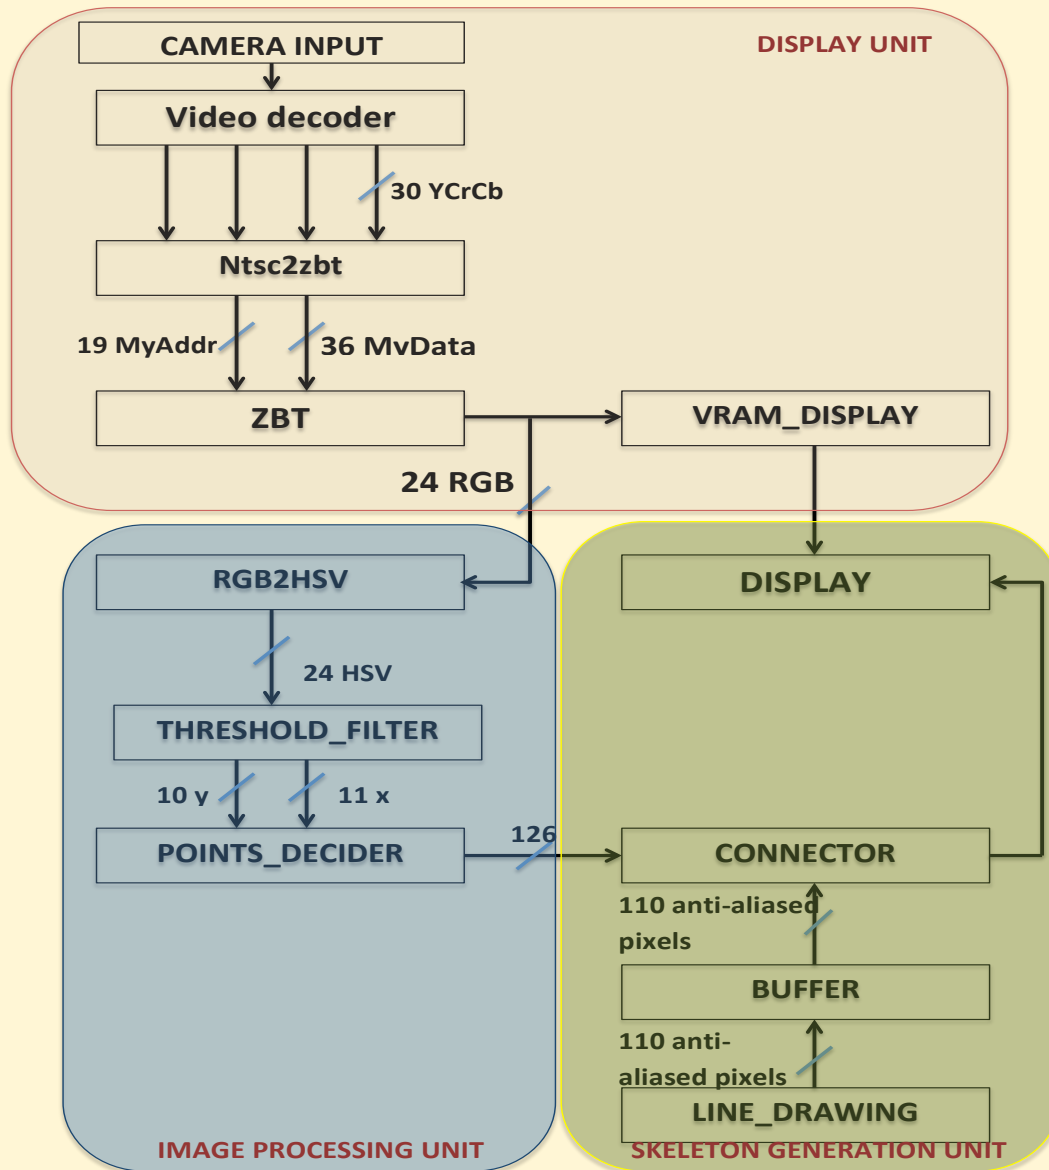 CAMERA INPUT
DISPLAY UNIT
Video decoder
30 YCrCb
Ntsc2zbt
19 MyAddr
36 MvData
ZBT
VRAM_DISPLAY
24 RGB
RGB2HSV
DISPLAY
24 HSV
THRESHOLD_FILTER
10 y
11 x
126
POINTS_DECIDER
CONNECTOR
110 anti-aliased
pixels
BUFFER
110 anti-
aliased pixels
LINE_DRAWING
IMAGE PROCESSING UNIT
SKELETON GENERATION UNIT